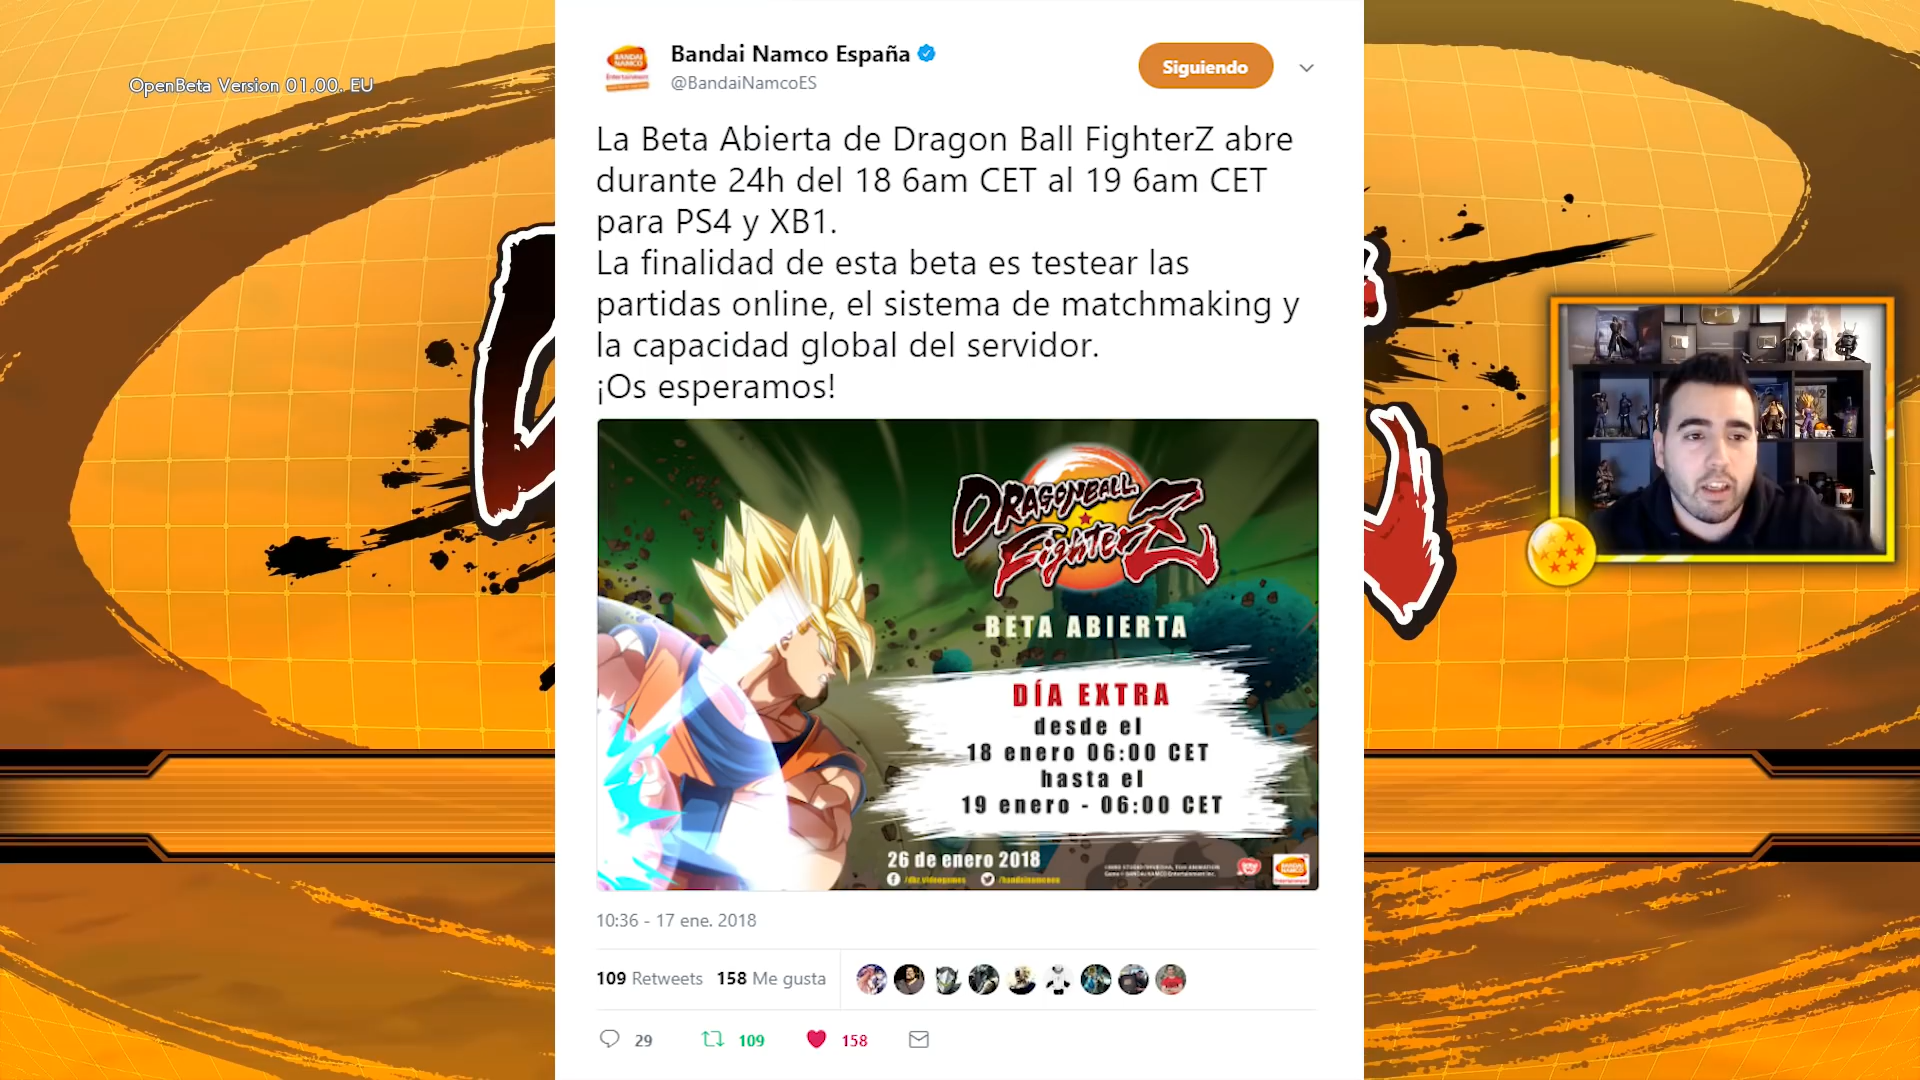 OpenBeta Version 01.00. EU
Bandai Namco España
@BandaiNamcoES
Siguiendo
La Beta Abierta de Dragon Ball FighterZ abre
durante 24h del 18 6am CET al 19 6am CET
para PS4 y XB1.
La finalidad de esta beta es testear las
partidas online, el sistema de matchmaking y
la capacidad global del servidor.
¡Os esperamos!
DRAGONBALL
FighterZ
BETA ABIERTA
DÍA EXTRA
desde el
18 enero 06:00 CET
hasta el
19 enero - 06:00 CET
26 de enero 2018
10:36 - 17 ene. 2018
109 Retweets 158 Me gusta
29 109 158